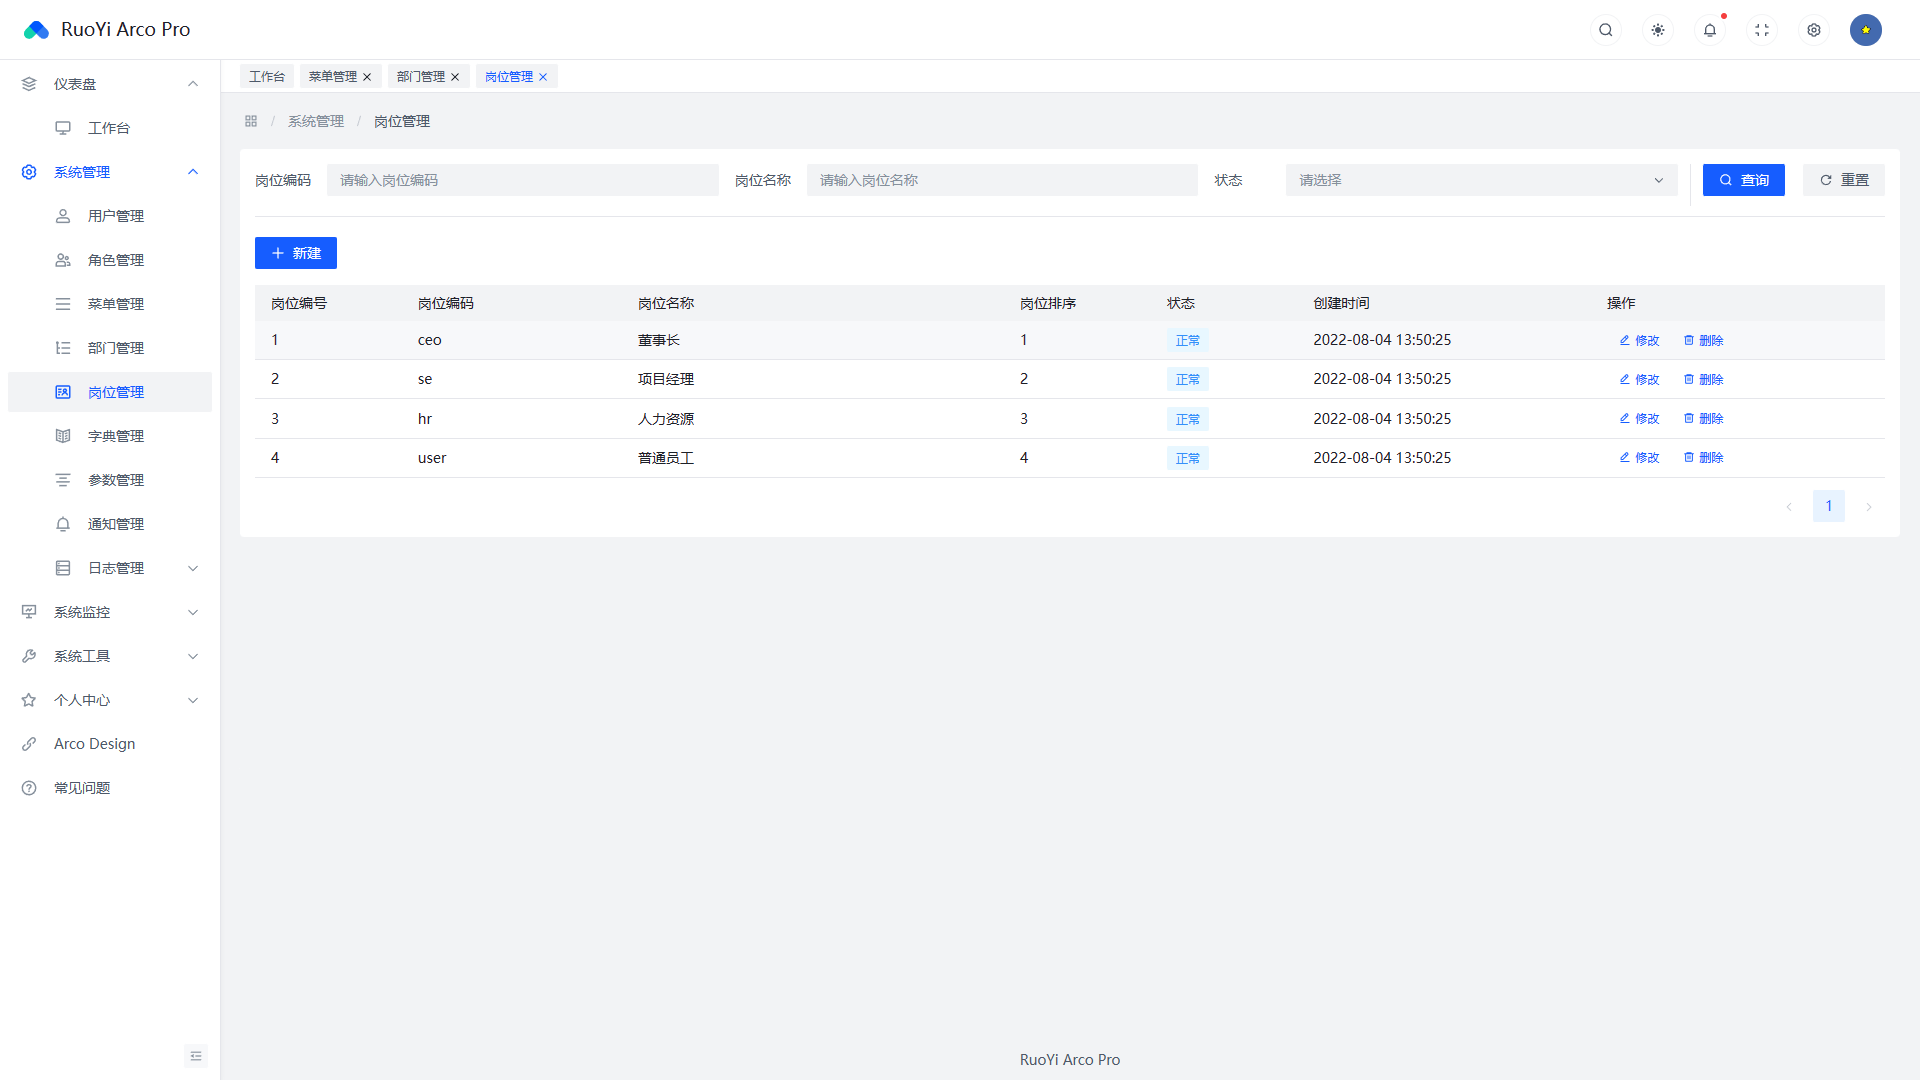 RuoYi Arco Pro
仪表盘
工作台
系统管理
用户管理
角色管理
菜单管理
部门管理
岗位管理
字典管理
参数管理
通知管理
日志管理
系统监控
系统工具
个人中心
Arco Design
常见问题
工作台 菜单管理 部门管理 岗位管理
/ 系统管理 / 岗位管理
岗位编码 请输入岗位编码 岗位名称 请输入岗位名称 状态 请选择 查询 重置
新建
岗位编号 岗位编码 岗位名称 岗位排序 状态 创建时间 操作
1 ceo 董事长 1 正常 2022-08-04 13:50:25 修改 删除
2 se 项目经理 2 正常 2022-08-04 13:50:25 修改 删除
3 hr 人力资源 3 正常 2022-08-04 13:50:25 修改 删除
4 user 普通员工 4 正常 2022-08-04 13:50:25 修改 删除
1
RuoYi Arco Pro